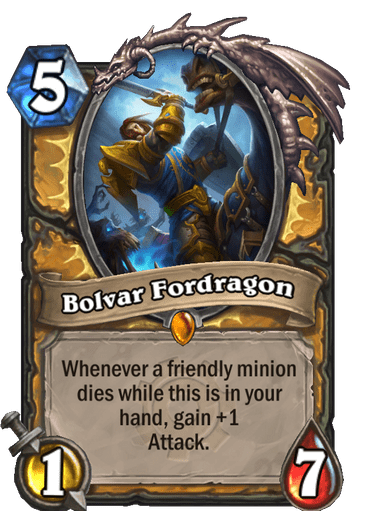 5
Bolvar Fordragon
Whenever a friendly minion
dies while this is in your
hand, gain +1
Attack.
1
7